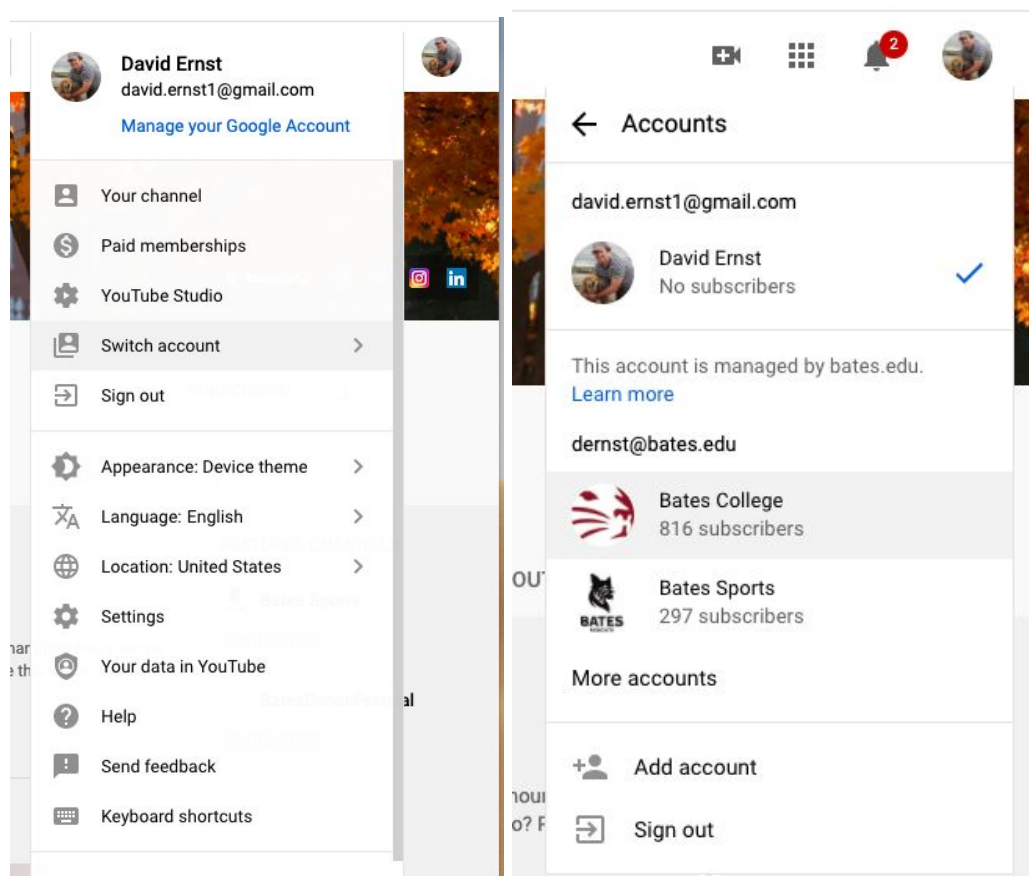 David Ernst
david.ernst1@gmail.com
Manage your Google Account
Your channel
Paid memberships
YouTube Studio
Switch account
Sign out
Appearance: Device theme
Language: English
Location: United States
Settings
Your data in YouTube
Help
Send feedback
Keyboard shortcuts
in
al
2
Accounts
david.ernst1@gmail.com
David Ernst
No subscribers
This account is managed by bates.edu.
Learn more
dernst@bates.edu
Bates College
816 subscribers
BATES
Bates Sports
297 subscribers
More accounts
Add account
Sign out